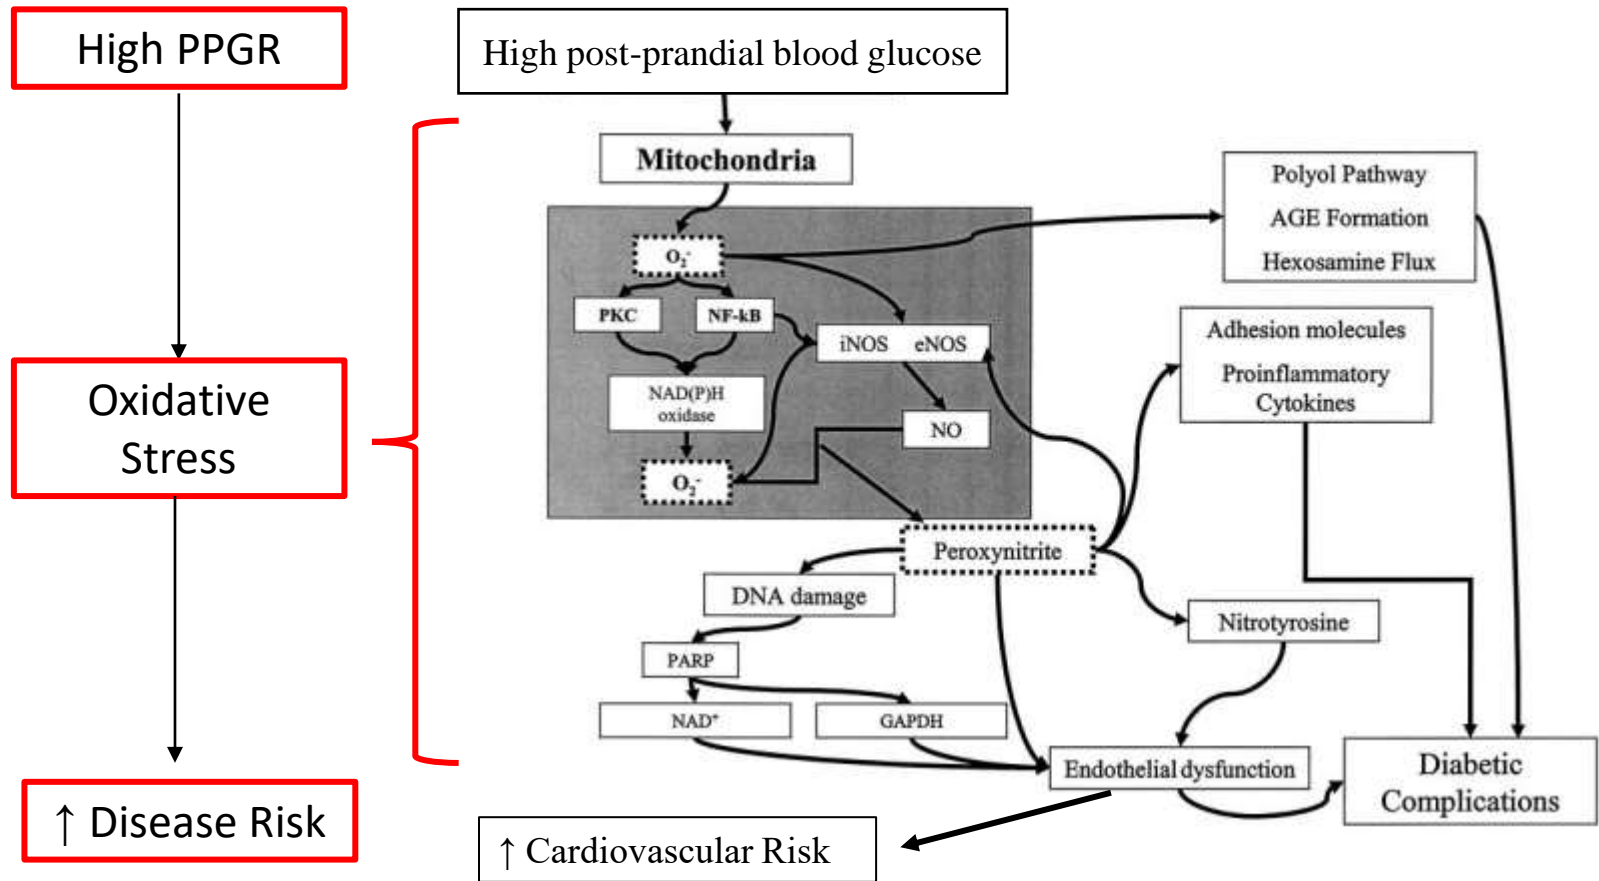 High PPGR
Oxidative
Stress
↑ Disease Risk
High post-prandial blood glucose
Mitochondria
O₂⁻
PKC
NF-kB
iNOS eNOS
NAD(P)H
oxidase
NO
O₂⁻
Peroxynitrite
DNA damage
PARP
NAD⁺
GAPDH
Polyol Pathway
AGE Formation
Hexosamine Flux
Adhesion molecules
Proinflammatory
Cytokines
Nitrotyrosine
Endothelial dysfunction
Diabetic
Complications
↑ Cardiovascular Risk